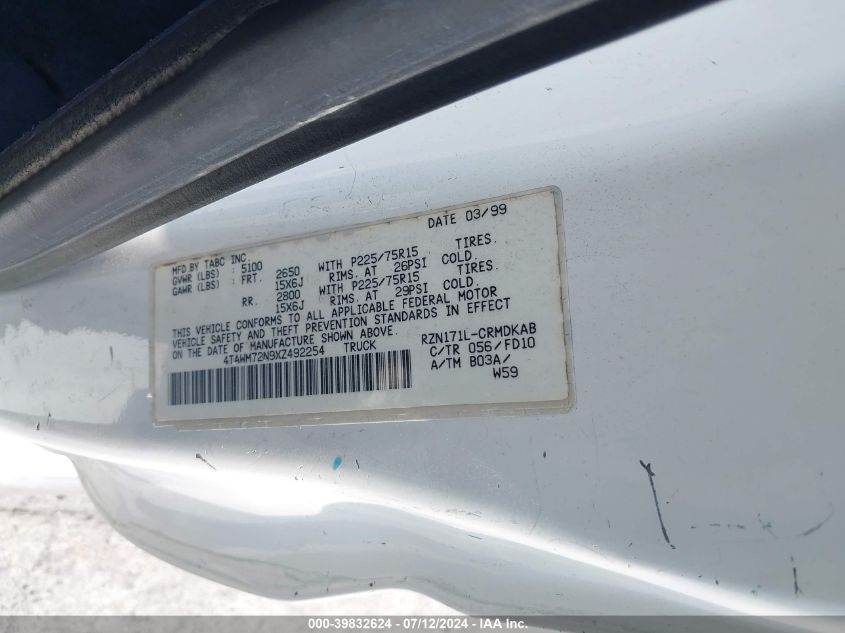 DATE 03/99
MFD.BY TABC INC.
GVWR (LBS) : 5100
GAWR (LBS) : FRT. 2650 WITH P225/75R15 TIRES.
15X6J RIMS. AT 26PSI COLD.
RR. 2800 WITH P225/75R15 TIRES.
15X6J RIMS. AT 29PSI COLD.
THIS VEHICLE CONFORMS TO ALL APPLICABLE FEDERAL MOTOR
VEHICLE SAFETY AND THEFT PREVENTION STANDARDS IN EFFECT
ON THE DATE OF MANUFACTURE SHOWN ABOVE.
4TAWM72N9XZ492254 TRUCK
RZN171L-CRMDKAB
C/TR 056/FD10
A/TM B03A/
W59
000-39832624 - 07/12/2024 - IAA Inc.